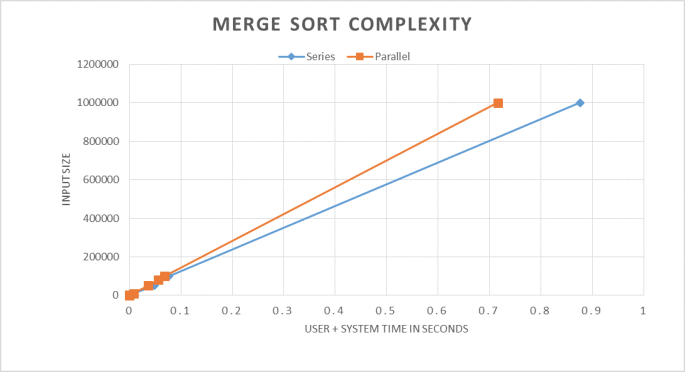 MERGE SORT COMPLEXITY
Series Parallel
1200000
1000000
800000
600000
400000
200000
0
INPUT SIZE
0 0.1 0.2 0.3 0.4 0.5 0.6 0.7 0.8 0.9 1
USER + SYSTEM TIME IN SECONDS